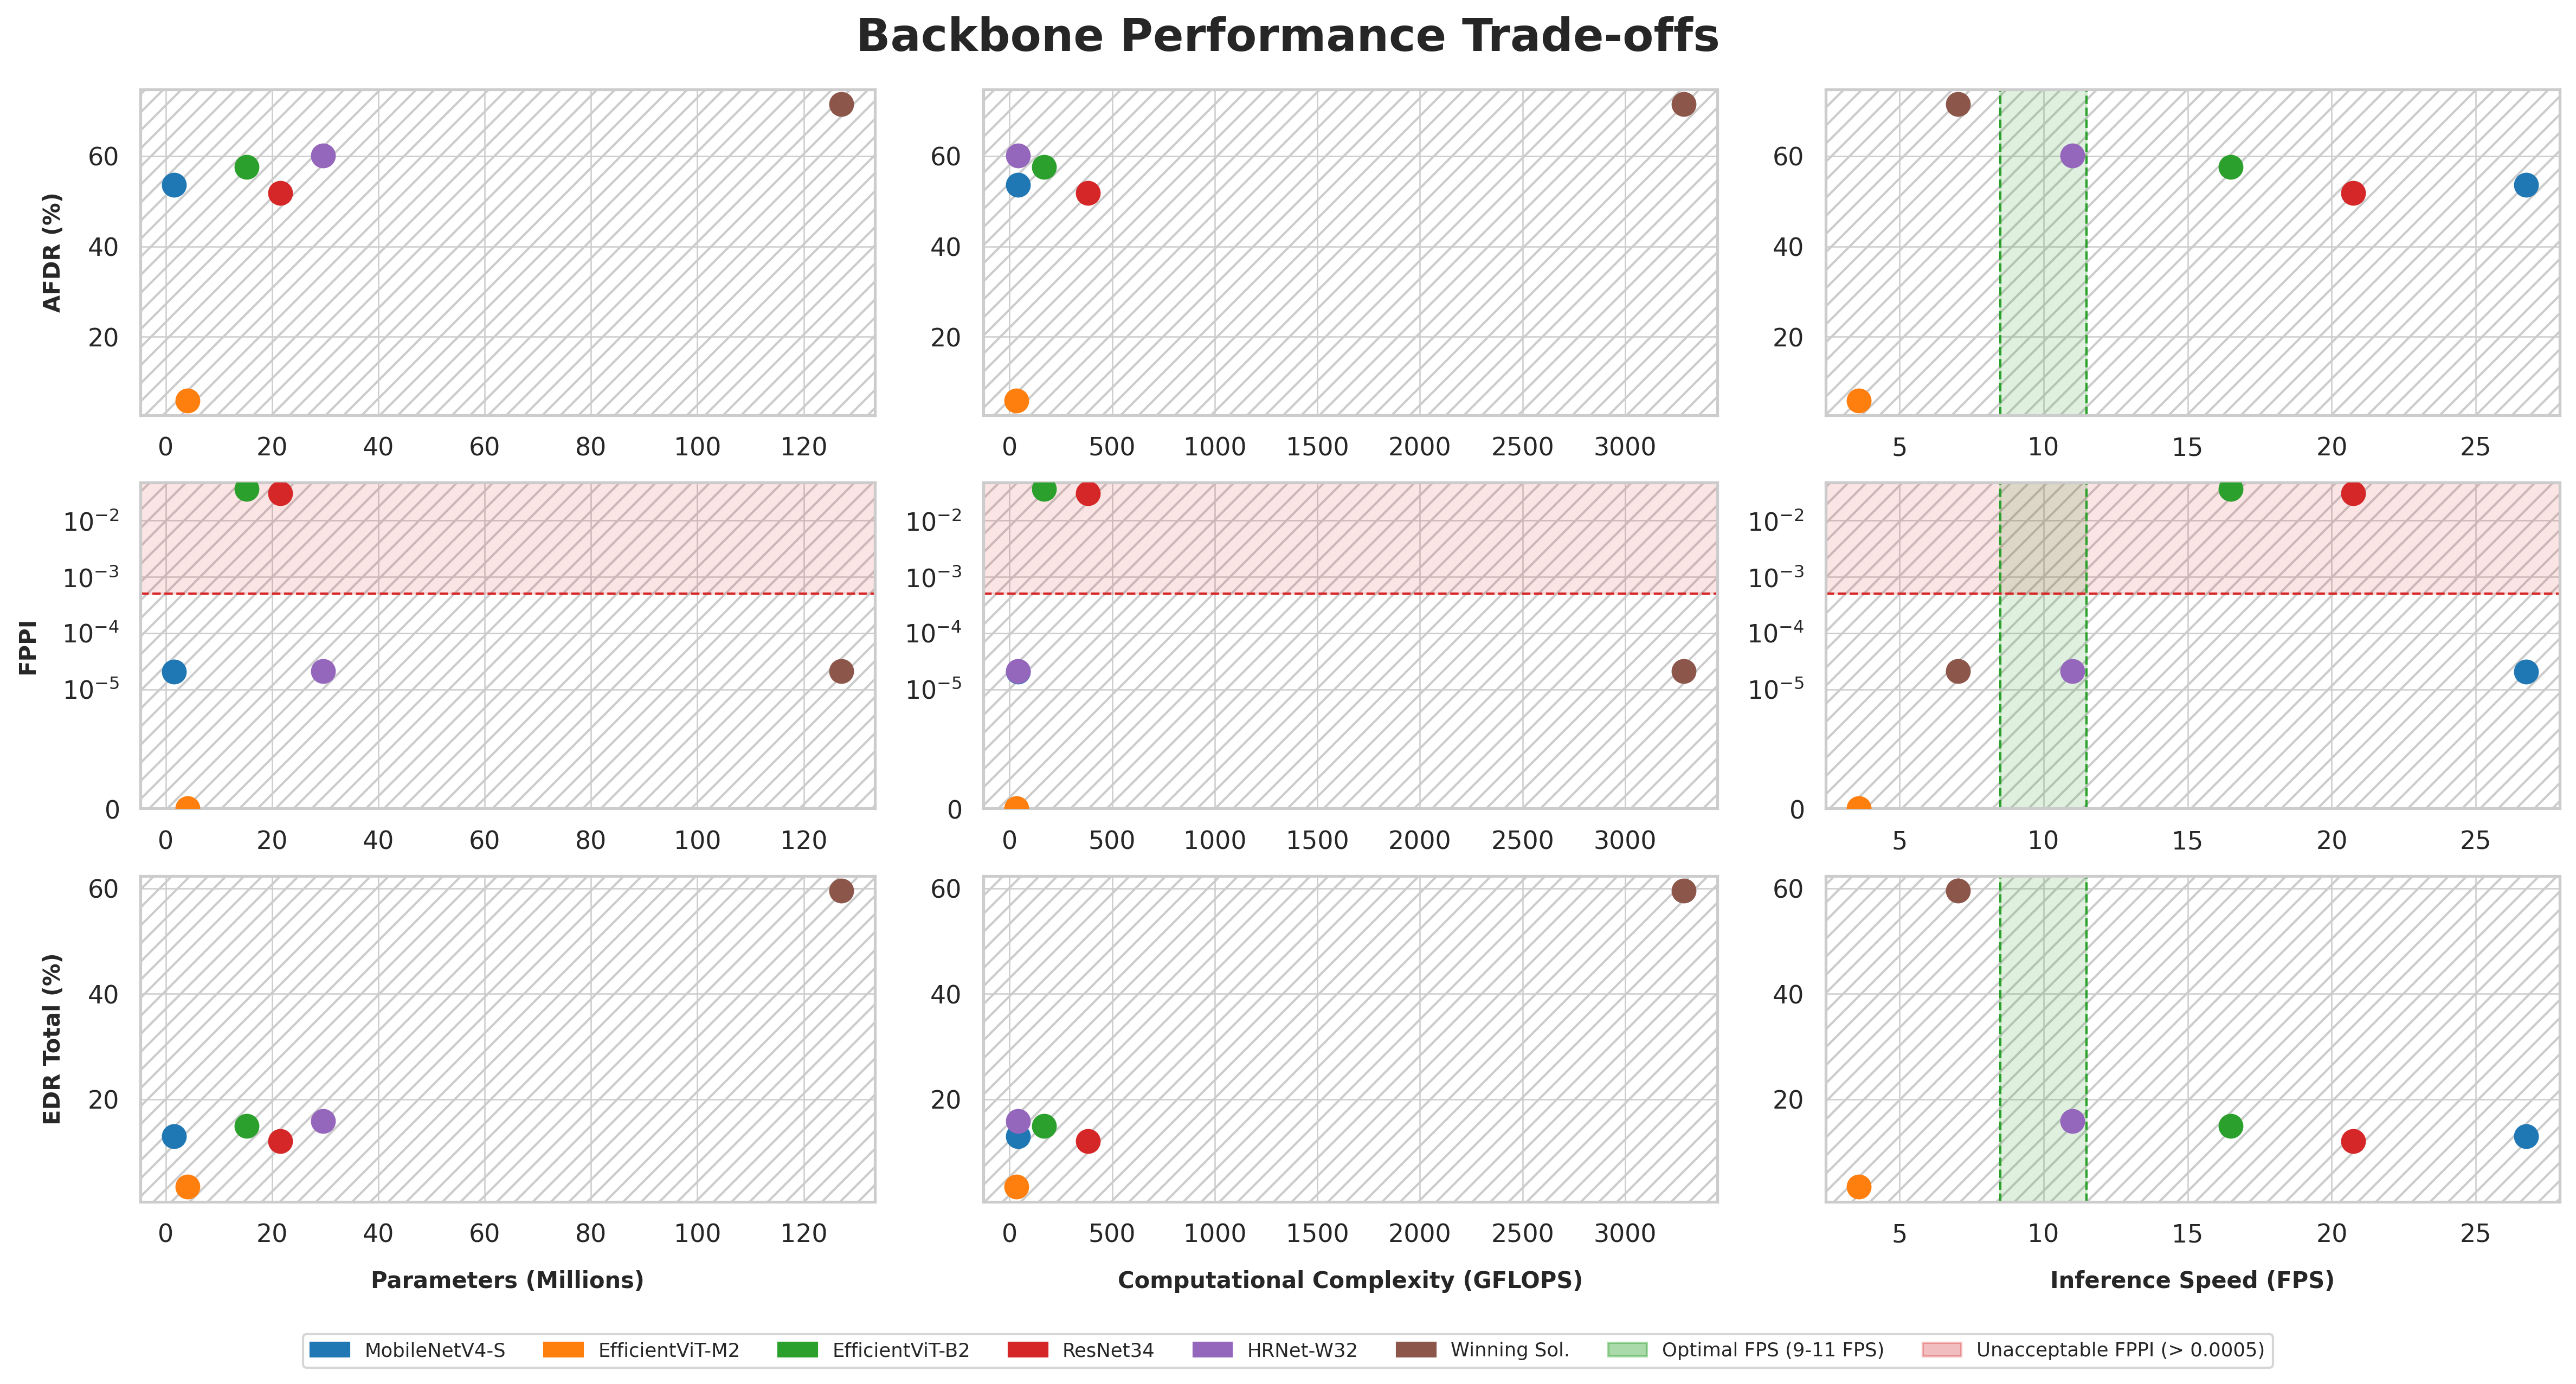 Backbone Performance Trade-offs
AFDR (%)
60
40
20
0 20 40 60 80 100 120
60
40
20
0 500 1000 1500 2000 2500 3000
60
40
20
5 10 15 20 25
FPPI
10⁻²
10⁻³
10⁻⁴
10⁻⁵
0
0 20 40 60 80 100 120
10⁻²
10⁻³
10⁻⁴
10⁻⁵
0
0 500 1000 1500 2000 2500 3000
10⁻²
10⁻³
10⁻⁴
10⁻⁵
0
5 10 15 20 25
EDR Total (%)
60
40
20
0 20 40 60 80 100 120
Parameters (Millions)
60
40
20
0 500 1000 1500 2000 2500 3000
Computational Complexity (GFLOPS)
60
40
20
5 10 15 20 25
Inference Speed (FPS)
MobileNetV4-S EfficientViT-M2 EfficientViT-B2 ResNet34 HRNet-W32 Winning Sol. Optimal FPS (9-11 FPS) Unacceptable FPPI (> 0.0005)